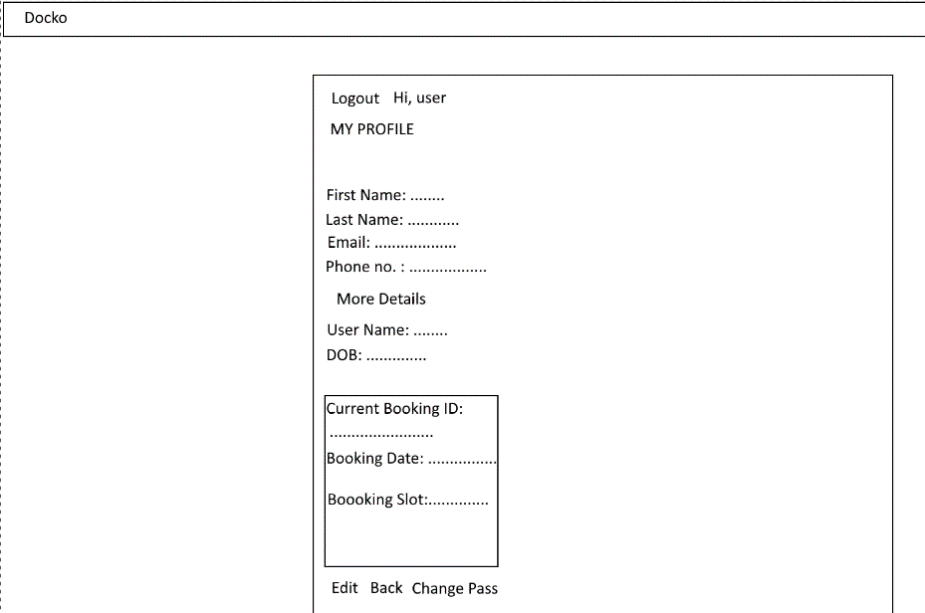 Docko
Logout Hi, user
MY PROFILE
First Name: ........
Last Name: ............
Email: ...................
Phone no. : ..................
More Details
User Name: ........
DOB: ..............
Current Booking ID:
........................
Booking Date: ................
Boooking Slot:..............
Edit Back Change Pass